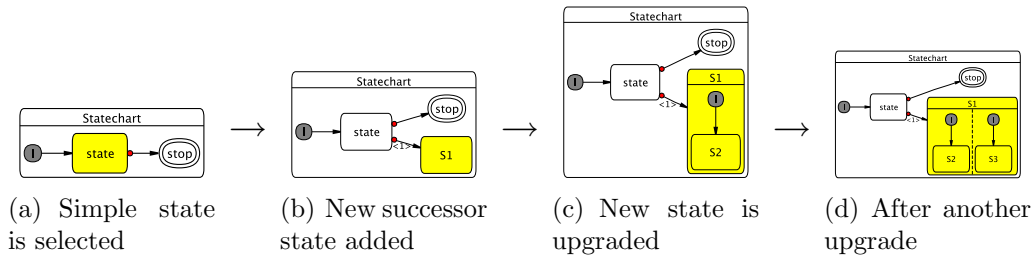 Statechart
I
state
stop
(a) Simple state
is selected
Statechart
I
state
stop
<1>
S1
(b) New successor
state added
Statechart
stop
I
state
<1>
S1
I
S2
(c) New state is
upgraded
Statechart
stop
I
state
<1>
S1
I
I
S2
S3
(d) After another
upgrade